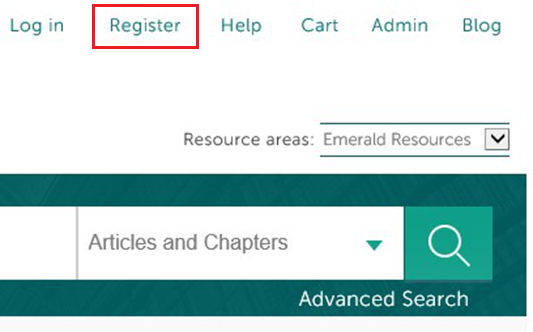 Log in Register Help Cart Admin Blog
Resource areas: Emerald Resources
Articles and Chapters
Advanced Search